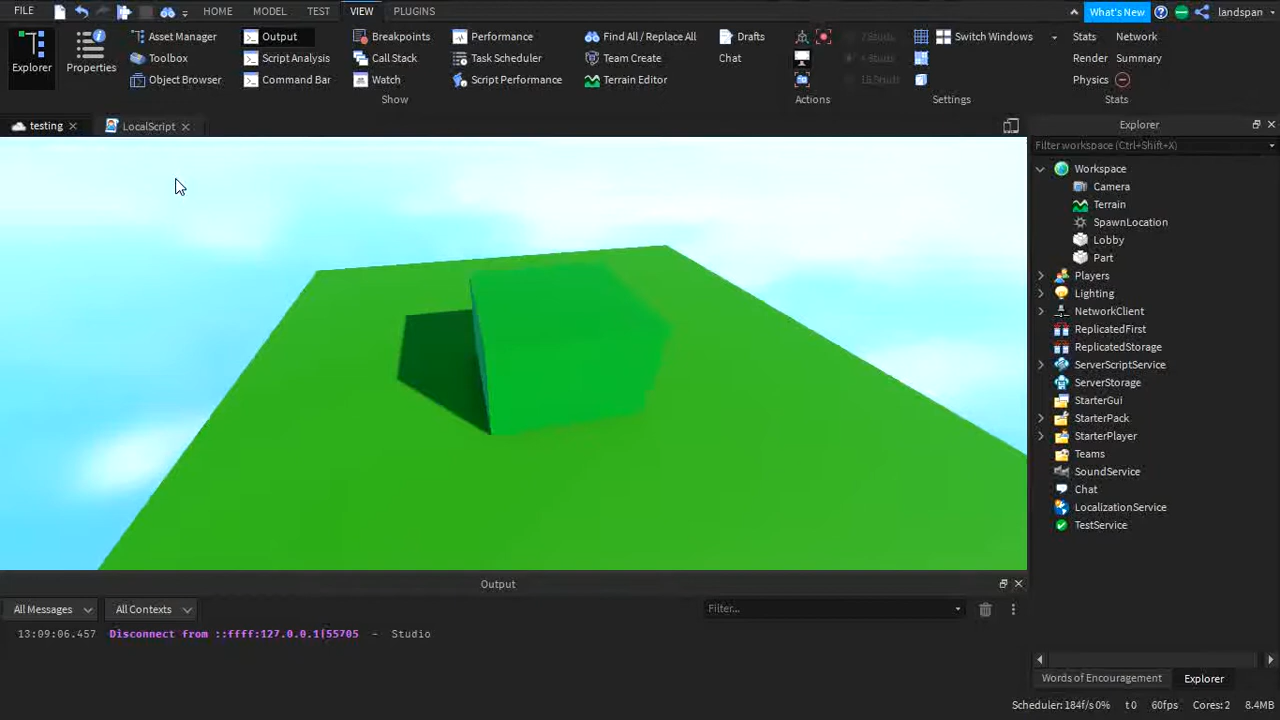 FILE HOME MODEL TEST VIEW PLUGINS What's New landspan
Explorer
Properties
Asset Manager
Toolbox
Object Browser
Output
Script Analysis
Command Bar
Breakpoints
Call Stack
Watch
Performance
Task Scheduler
Script Performance
Find All / Replace All
Team Create
Terrain Editor
Drafts
Chat
Show
Actions
Switch Windows
Settings
Stats Network
Render Summary
Physics
Stats
testing LocalScript
Explorer
Filter workspace (Ctrl+Shift+X)
Workspace
Camera
Terrain
SpawnLocation
Lobby
Part
Players
Lighting
NetworkClient
ReplicatedFirst
ReplicatedStorage
ServerScriptService
ServerStorage
StarterGui
StarterPack
StarterPlayer
Teams
SoundService
Chat
LocalizationService
TestService
Output
All Messages All Contexts Filter...
13:09:06.457 Disconnect from ::ffff:127.0.0.1|55705 - Studio
Words of Encouragement Explorer
Scheduler: 184f/s 0% t 0 60fps Cores: 2 8.4MB